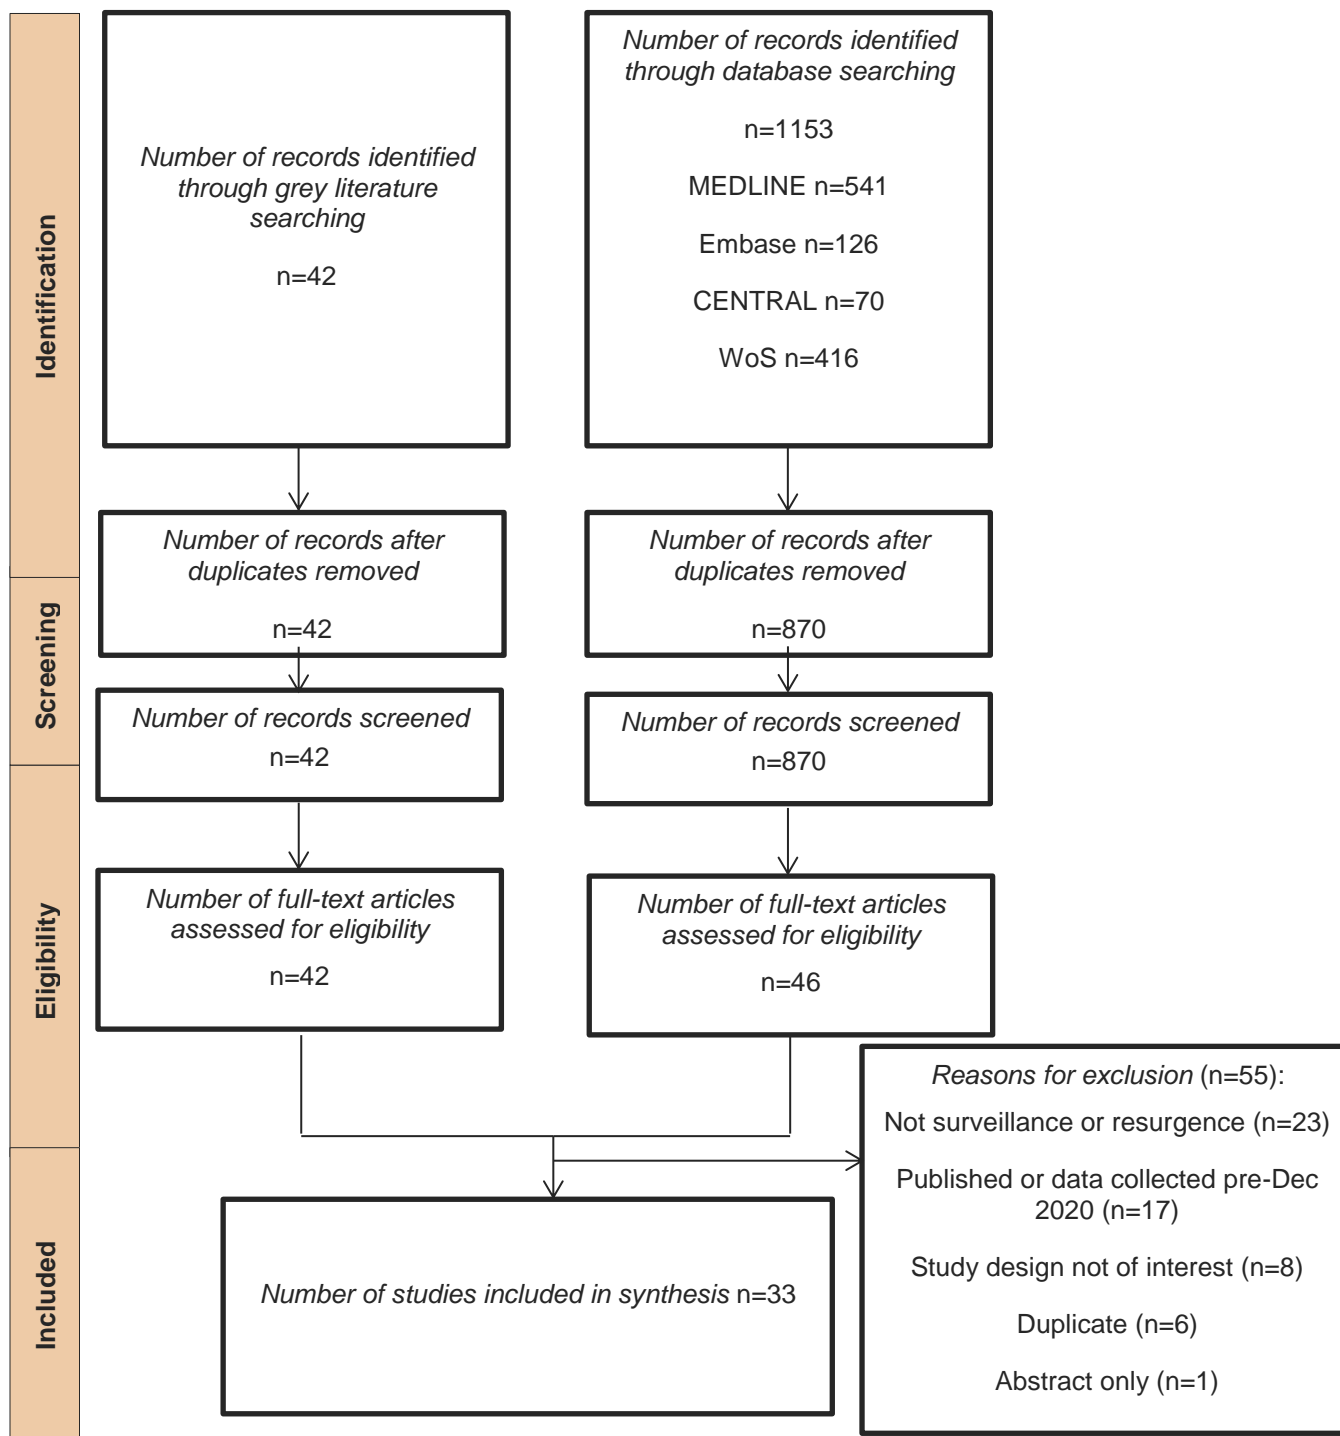 Identification
Number of records identified
through grey literature
searching
n=42
Number of records identified
through database searching
n=1153
MEDLINE n=541
Embase n=126
CENTRAL n=70
WoS n=416
Number of records after
duplicates removed
n=42
Number of records after
duplicates removed
n=870
Screening
Number of records screened
n=42
Number of records screened
n=870
Eligibility
Number of full-text articles
assessed for eligibility
n=42
Number of full-text articles
assessed for eligibility
n=46
Reasons for exclusion (n=55):
Not surveillance or resurgence (n=23)
Published or data collected pre-Dec
2020 (n=17)
Study design not of interest (n=8)
Duplicate (n=6)
Abstract only (n=1)
Included
Number of studies included in synthesis n=33